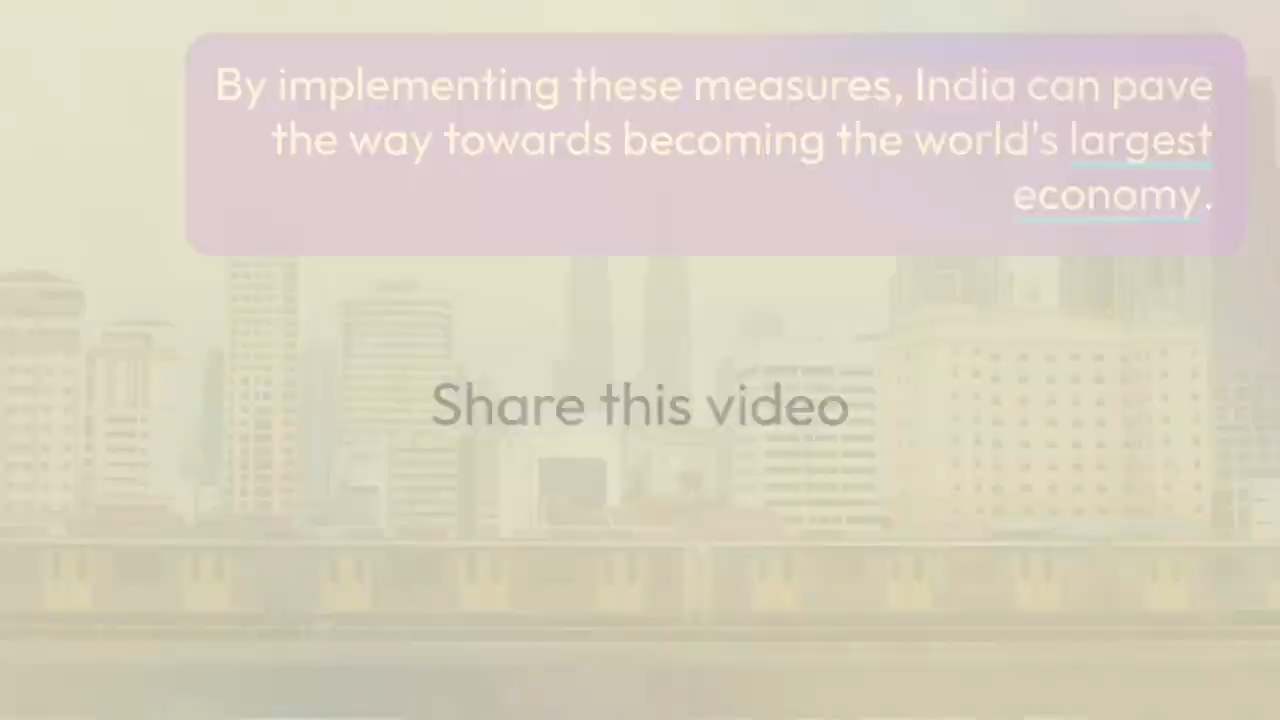 By implementing these measures, India can pave
the way towards becoming the world's largest
economy.
Share this video